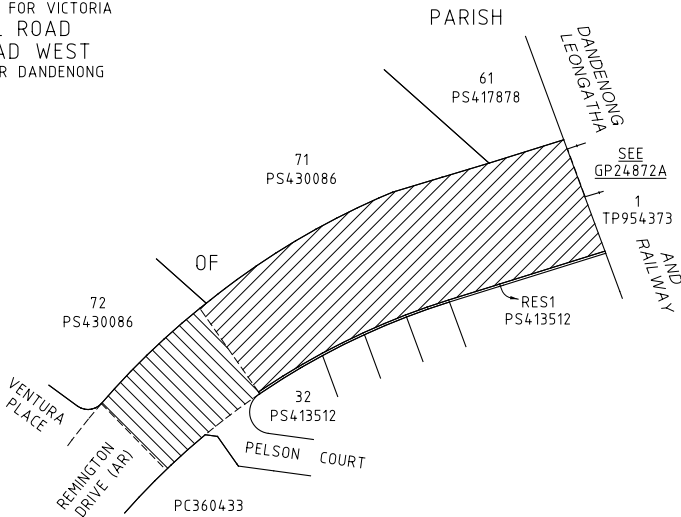 FOR VICTORIA
ROAD
AD WEST
R DANDENONG
PARISH
DANDENONG
LEONGATHA
61
PS417878
SEE
GP24872A
71
PS430086
1
TP954373
OF
AND
RAILWAY
72
PS430086
RES1
PS413512
VENTURA
PLACE
32
PS413512
PELSON COURT
REMINGTON
DRIVE (AR)
PC360433